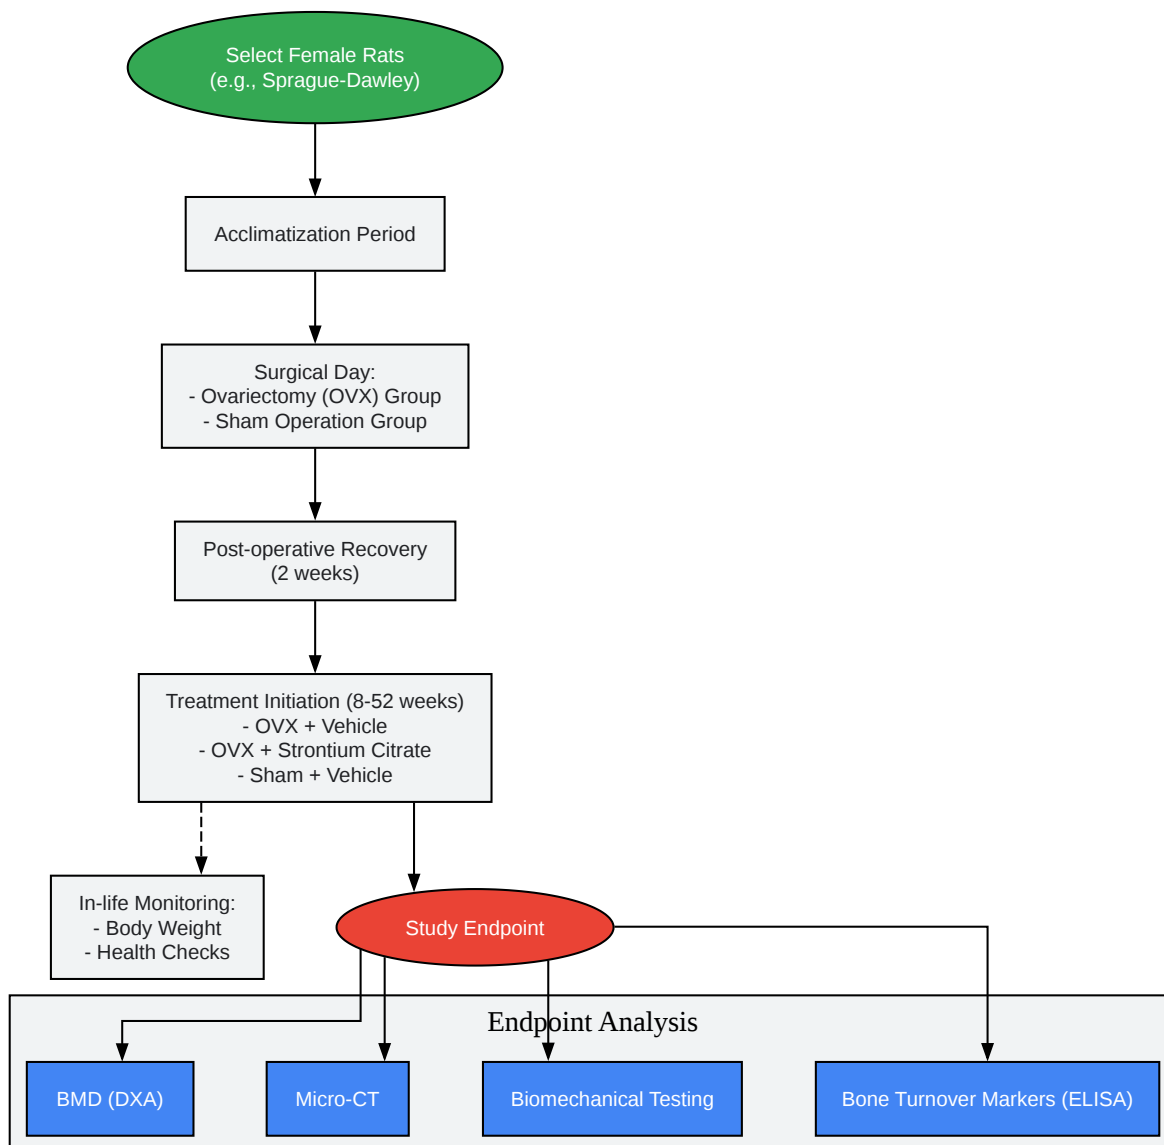 Select Female Rats
(e.g., Sprague-Dawley)
Acclimatization Period
Surgical Day:
- Ovariectomy (OVX) Group
- Sham Operation Group
Post-operative Recovery
(2 weeks)
Treatment Initiation (8-52 weeks)
- OVX + Vehicle
- OVX + Strontium Citrate
- Sham + Vehicle
In-life Monitoring:
- Body Weight
- Health Checks
Study Endpoint
Endpoint Analysis
BMD (DXA)
Micro-CT
Biomechanical Testing
Bone Turnover Markers (ELISA)